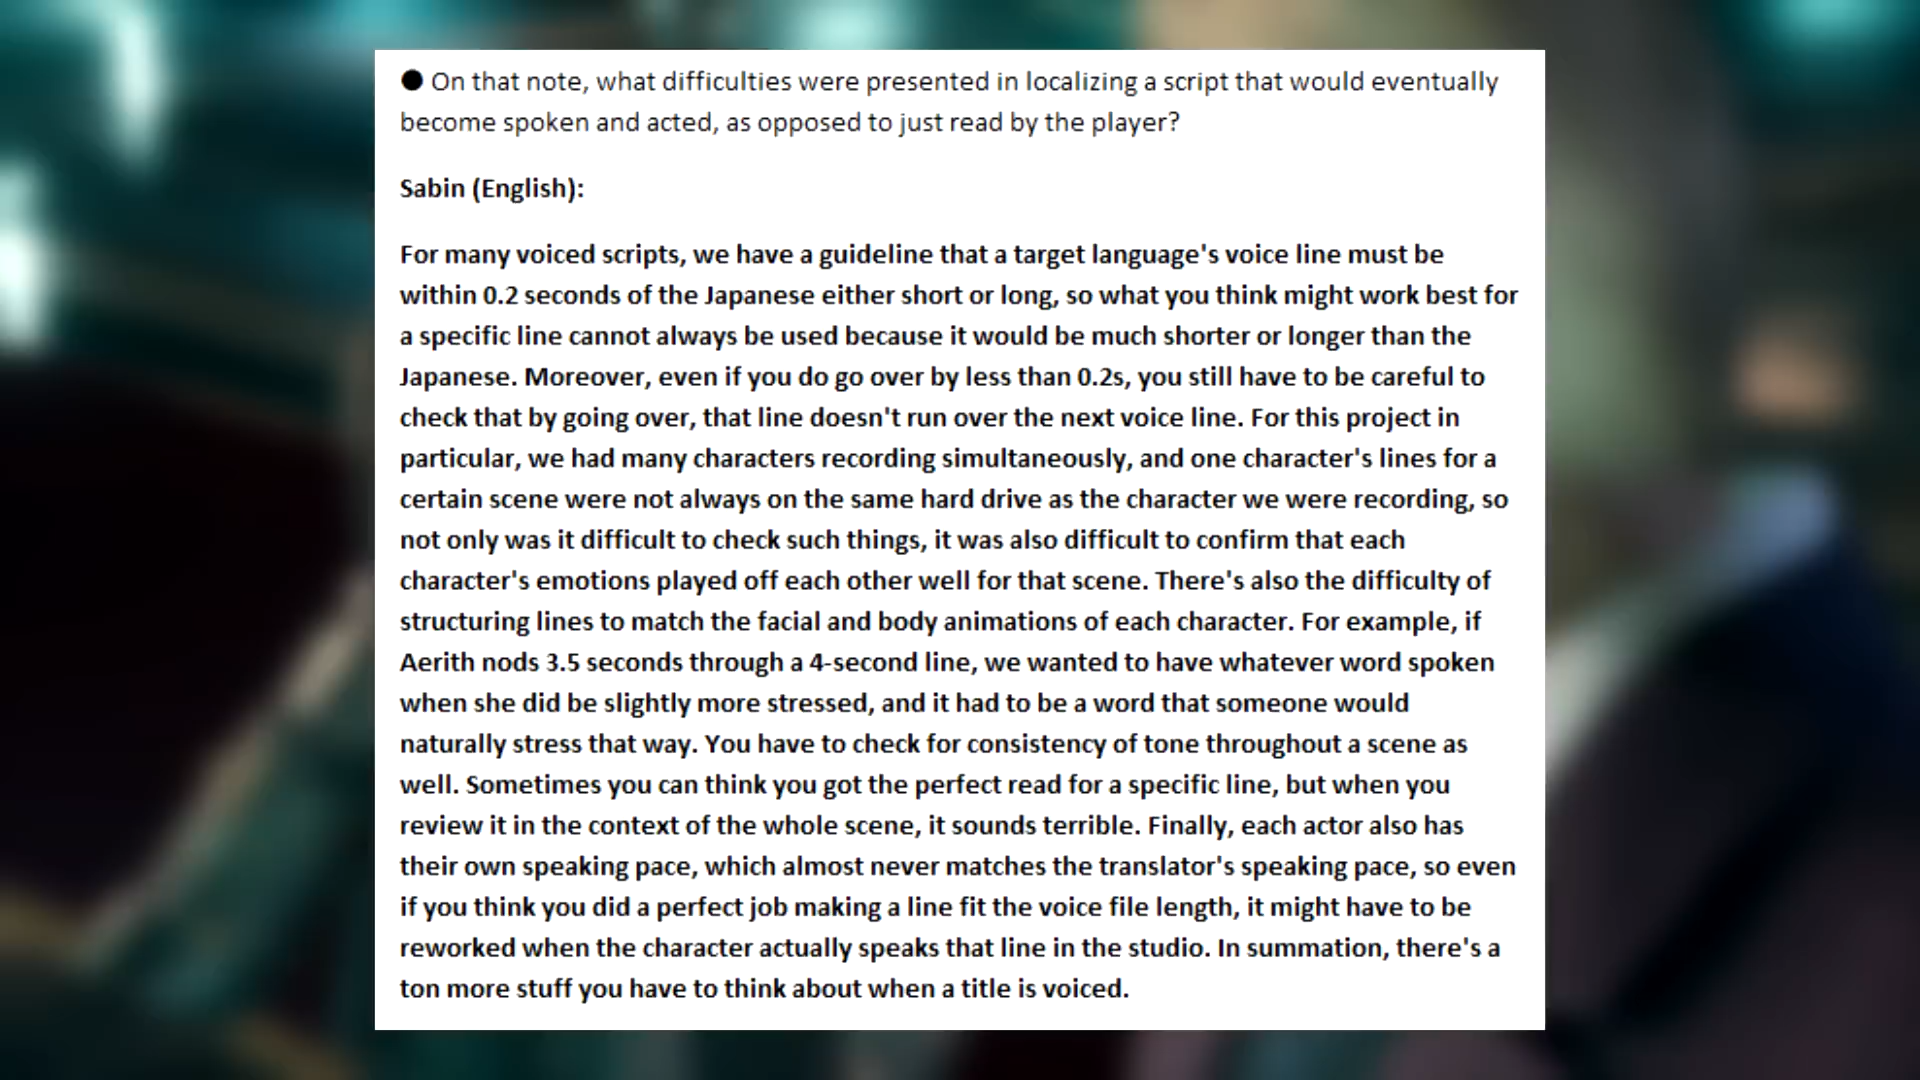 ● On that note, what difficulties were presented in localizing a script that would eventually
become spoken and acted, as opposed to just read by the player?
Sabin (English):
For many voiced scripts, we have a guideline that a target language's voice line must be
within 0.2 seconds of the Japanese either short or long, so what you think might work best for
a specific line cannot always be used because it would be much shorter or longer than the
Japanese. Moreover, even if you do go over by less than 0.2s, you still have to be careful to
check that by going over, that line doesn't run over the next voice line. For this project in
particular, we had many characters recording simultaneously, and one character's lines for a
certain scene were not always on the same hard drive as the character we were recording, so
not only was it difficult to check such things, it was also difficult to confirm that each
character's emotions played off each other well for that scene. There's also the difficulty of
structuring lines to match the facial and body animations of each character. For example, if
Aerith nods 3.5 seconds through a 4-second line, we wanted to have whatever word spoken
when she did be slightly more stressed, and it had to be a word that someone would
naturally stress that way. You have to check for consistency of tone throughout a scene as
well. Sometimes you can think you got the perfect read for a specific line, but when you
review it in the context of the whole scene, it sounds terrible. Finally, each actor also has
their own speaking pace, which almost never matches the translator's speaking pace, so even
if you think you did a perfect job making a line fit the voice file length, it might have to be
reworked when the character actually speaks that line in the studio. In summation, there's a
ton more stuff you have to think about when a title is voiced.